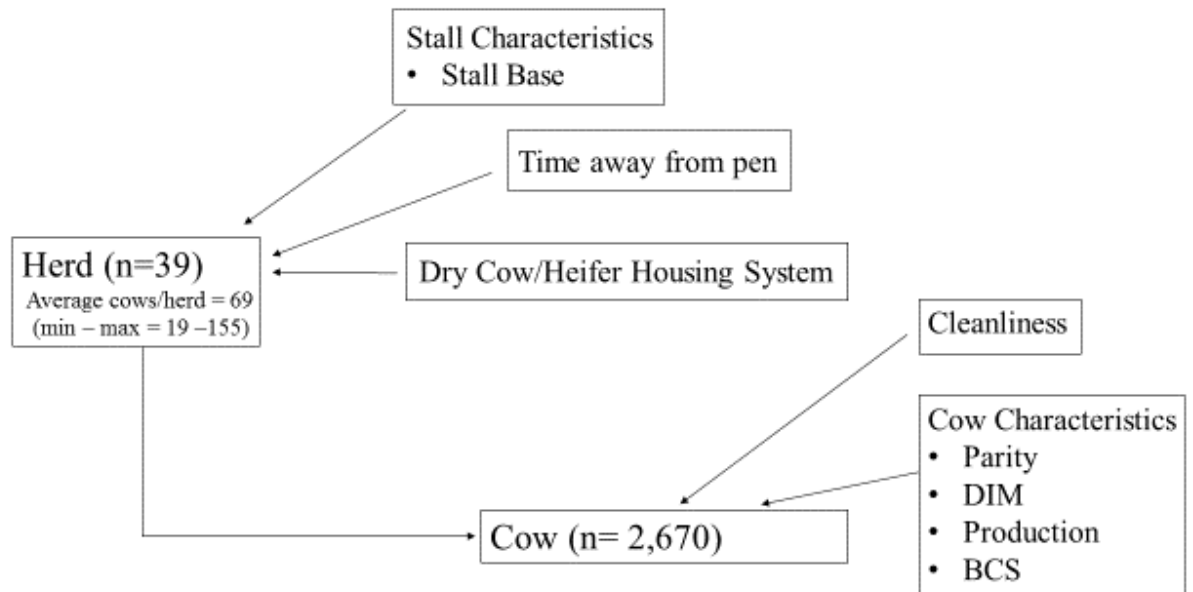 Stall Characteristics
• Stall Base
Time away from pen
Herd (n=39)
Average cows/herd = 69
(min – max = 19 –155)
Dry Cow/Heifer Housing System
Cleanliness
Cow Characteristics
• Parity
• DIM
• Production
• BCS
Cow (n= 2,670)